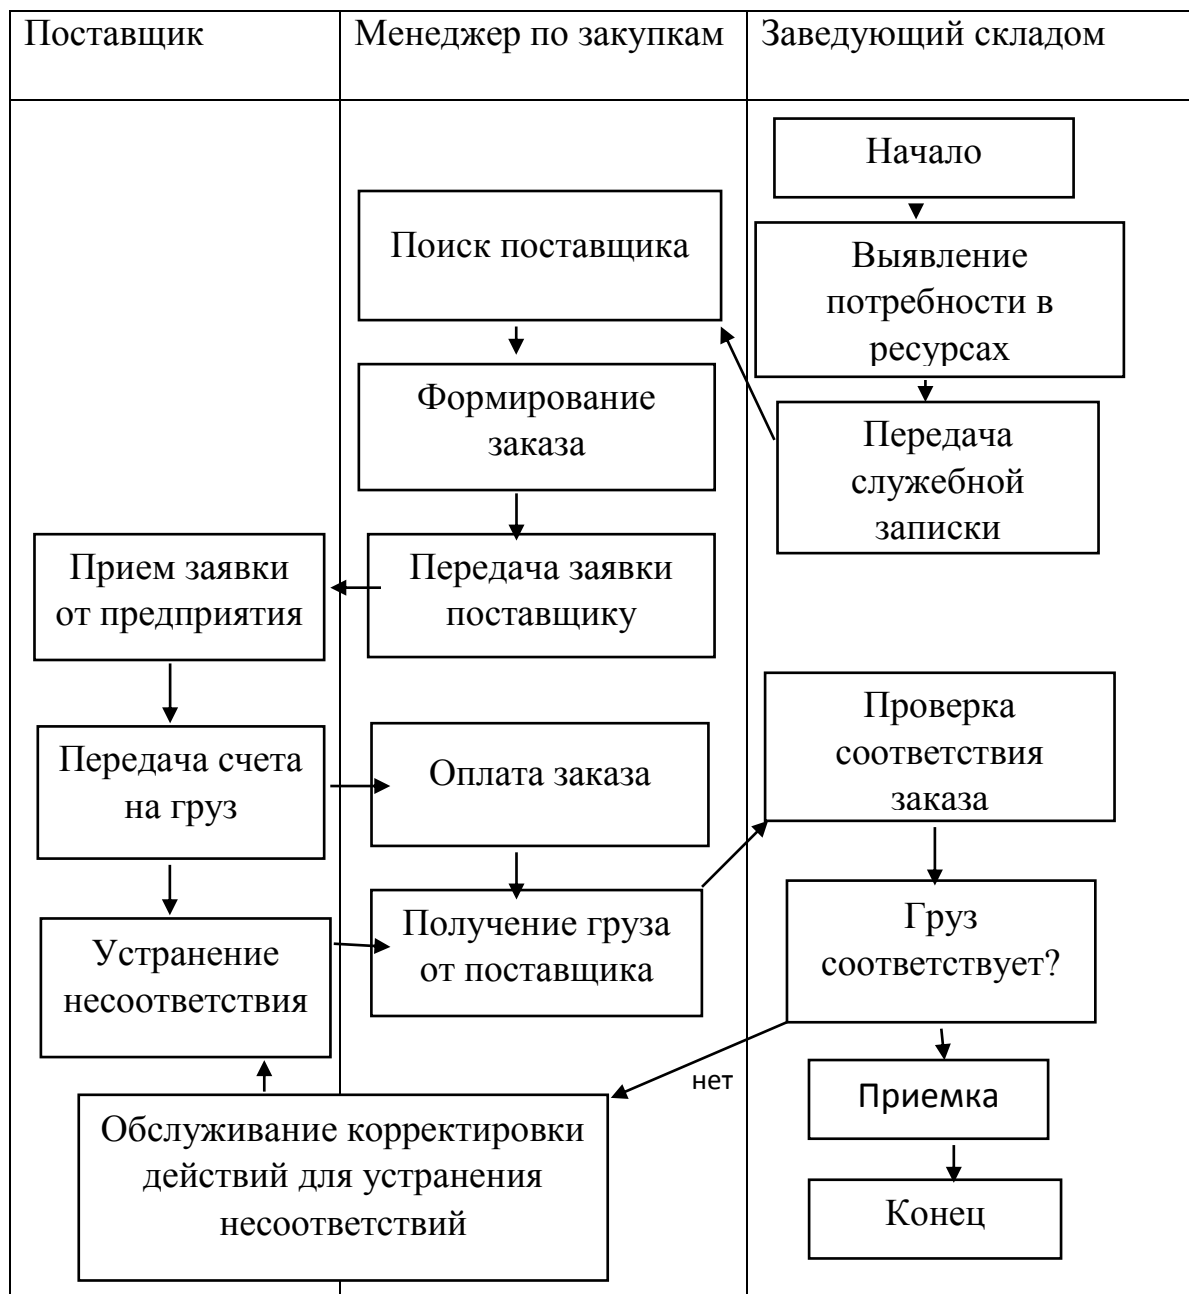 Поставщик
Менеджер по закупкам
Заведующий складом
Начало
Поиск поставщика
Выявление
потребности в
ресурсах
Формирование
заказа
Передача
служебной
записки
Прием заявки
от предприятия
Передача заявки
поставщику
Проверка
соответствия
заказа
Передача счета
на груз
Оплата заказа
Груз
соответствует?
Устранение
несоответствия
Получение груза
от поставщика
нет
Приемка
Обслуживание корректировки
действий для устранения
несоответствий
Конец